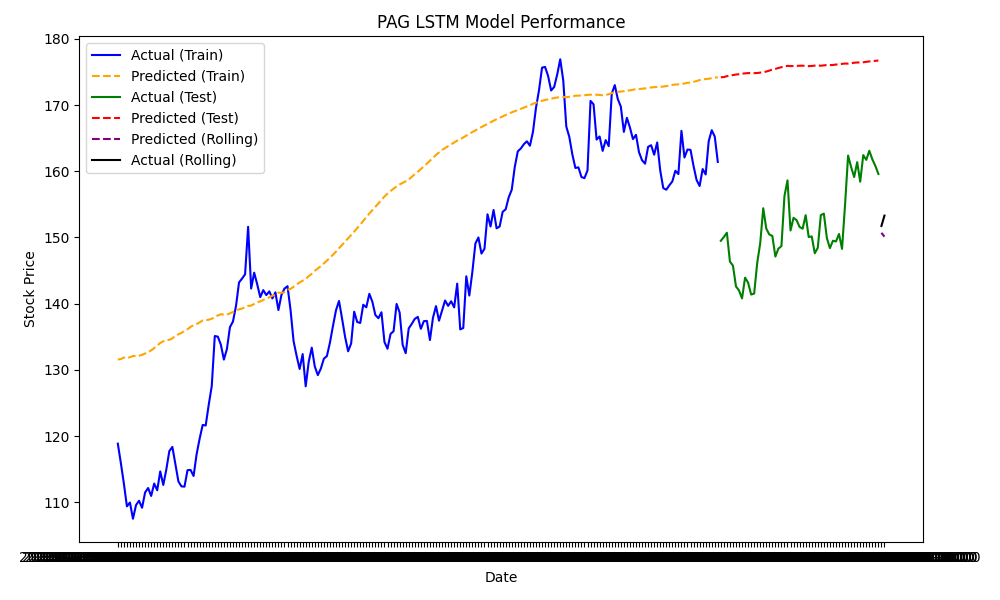 PAG LSTM Model Performance
Actual (Train)
Predicted (Train)
Actual (Test)
Predicted (Test)
Predicted (Rolling)
Actual (Rolling)
180
170
160
150
140
130
120
110
Stock Price
Date